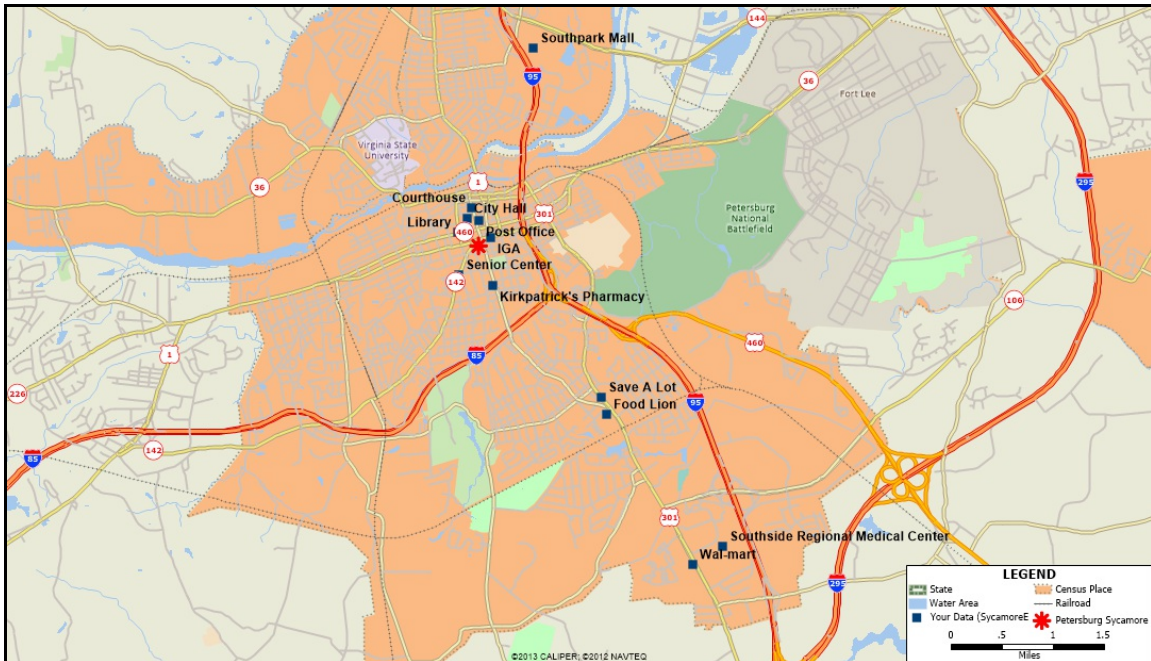 144
Southpark Mall
95
36
Fort Lee
Virginia State
University
36
1
295
Courthouse
City Hall
301
Library
460
Post Office
IGA
Petersburg
National
Battlefield
Senior Center
142
Kirkpatrick's Pharmacy
106
1
85
460
226
Save A Lot
Food Lion
95
142
85
301
Southside Regional Medical Center
Wal-mart
295
LEGEND
State
Census Place
Water Area
Railroad
Your Data (SycamoreE
Petersburg Sycamore
0 .5 1 1.5
Miles
©2013 CALIPER; ©2012 NAVTEQ